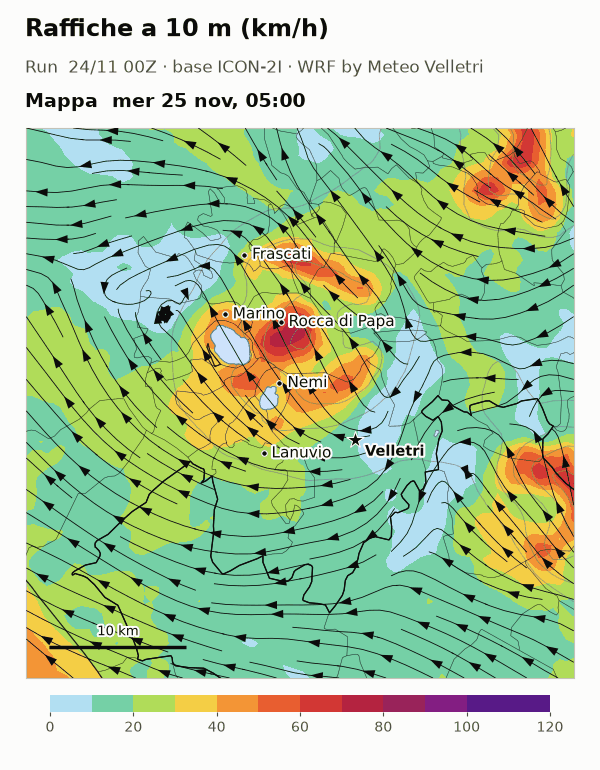 Raffiche a 10 m (km/h)
Run 24/11 00Z · base ICON-2I · WRF by Meteo Velletri
Mappa mer 25 nov, 05:00
Frascati
Marino
Rocca di Papa
Nemi
Velletri
Lanuvio
10 km
0 20 40 60 80 100 120